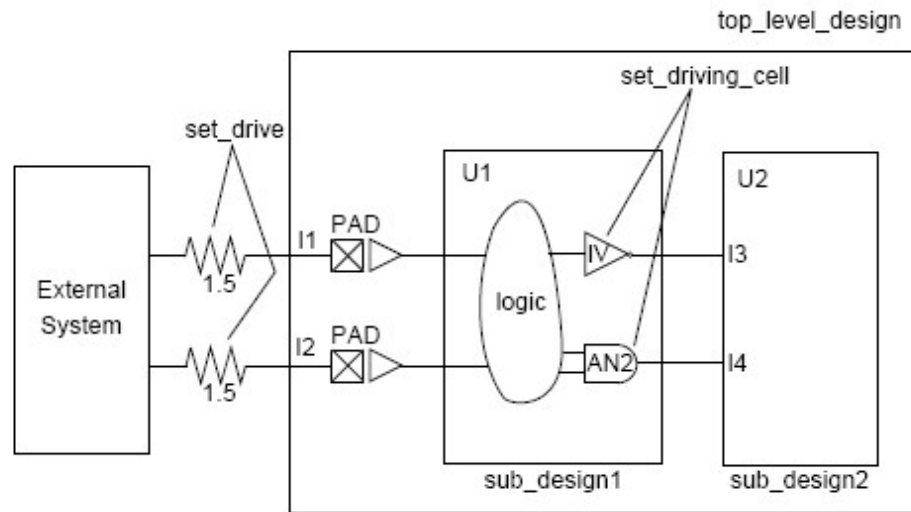 top_level_design
set_driving_cell
set_drive
U1
U2
PAD
I1
IV
I3
1.5
External
System
logic
PAD
I2
AN2
I4
1.5
sub_design1
sub_design2